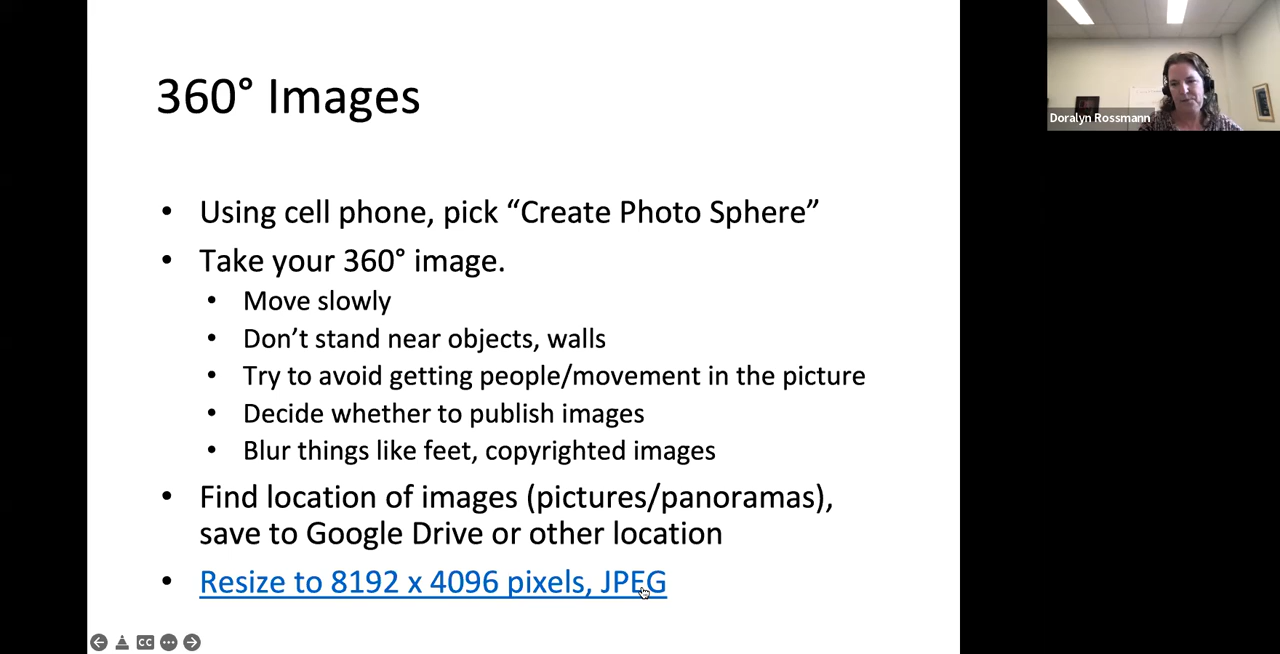 360° Images
• Using cell phone, pick “Create Photo Sphere”
• Take your 360° image.
• Move slowly
• Don’t stand near objects, walls
• Try to avoid getting people/movement in the picture
• Decide whether to publish images
• Blur things like feet, copyrighted images
• Find location of images (pictures/panoramas),
save to Google Drive or other location
• Resize to 8192 x 4096 pixels, JPEG
CC
Doralyn Rossmann